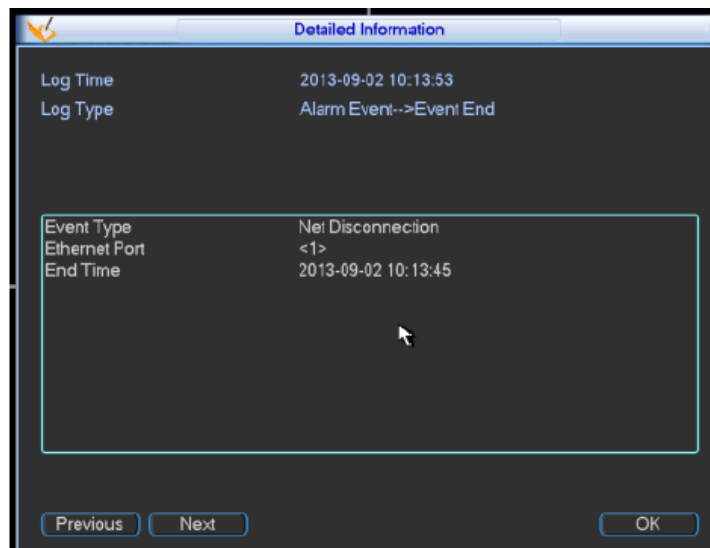 Detailed Information
Log Time 2013-09-02 10:13:53
Log Type Alarm Event-->Event End
Event Type Net Disconnection
Ethernet Port <1>
End Time 2013-09-02 10:13:45
Previous Next OK